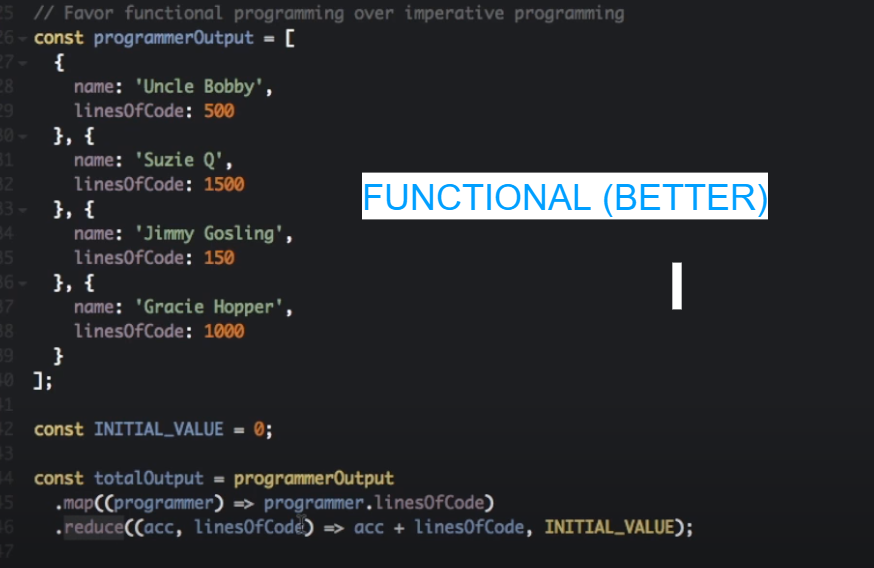 25 // Favor functional programming over imperative programming
26 const programmerOutput = [
27 {
28 name: 'Uncle Bobby',
29 linesOfCode: 500
30 }, {
31 name: 'Suzie Q',
32 linesOfCode: 1500
33 }, {
34 name: 'Jimmy Gosling',
35 linesOfCode: 150
36 }, {
37 name: 'Gracie Hopper',
38 linesOfCode: 1000
39 }
40 ];
41
42 const INITIAL_VALUE = 0;
43
44 const totalOutput = programmerOutput
45 .map((programmer) => programmer.linesOfCode)
46 .reduce((acc, linesOfCode) => acc + linesOfCode, INITIAL_VALUE);
47
FUNCTIONAL (BETTER)